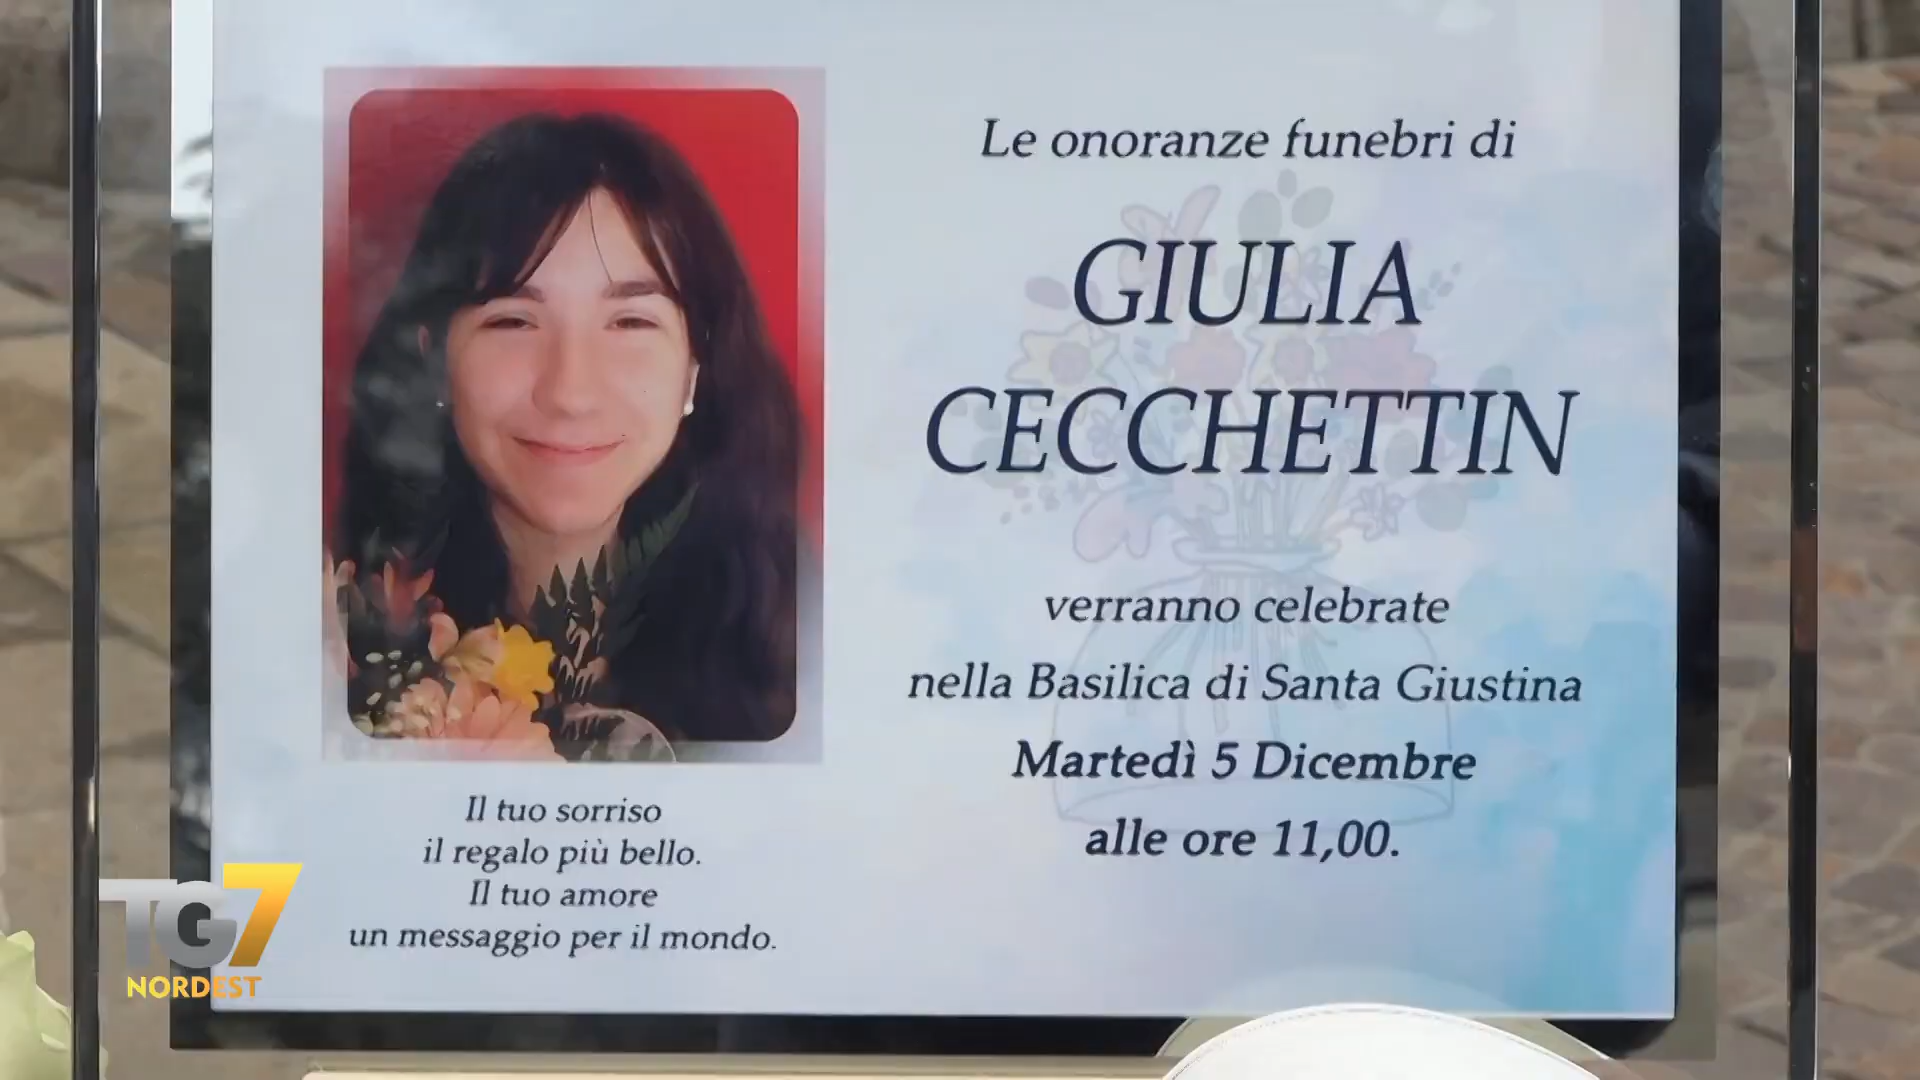 Le onoranze funebri di
GIULIA
CECCHETTIN
verranno celebrate
nella Basilica di Santa Giustina
Martedì 5 Dicembre
alle ore 11,00.
Il tuo sorriso
il regalo più bello.
Il tuo amore
un messaggio per il mondo.
TG7
NORDEST